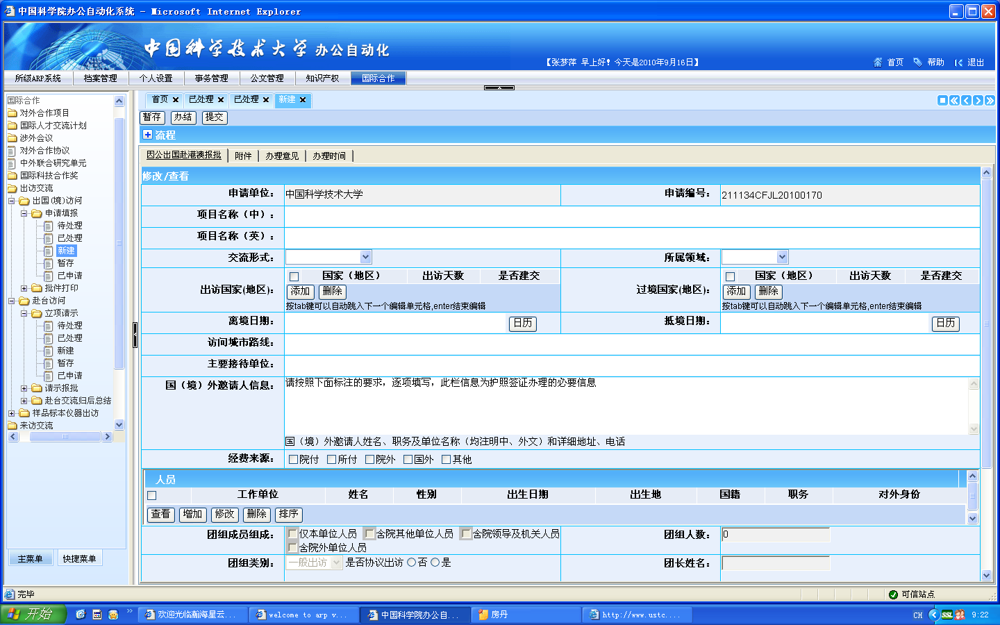 中国科学院办公自动化系统 - Microsoft Internet Explorer
中国科学技术大学 办公自动化
【张梦萍 早上好! 今天是2010年9月16日】 首页 帮助 退出
所级ARP系统 档案管理 个人设置 事务管理 公文管理 知识产权 国际合作
国际合作
对外合作项目
国际人才交流计划
涉外会议
对外合作协议
中外联合研究单元
国际科技合作奖
出访交流
出国(境)访问
申请填报
待处理
已处理
新建
暂存
已申请
批件打印
赴台访问
立项请示
待处理
已处理
新建
暂存
已申请
请示报批
赴台交流归后总结
样品标本仪器出访
来访交流
主菜单 快捷菜单
首页 已处理 已处理 新建
暂存 办结 提交
流程
因公出国赴港澳报批 附件 办理意见 办理时间
修改/查看
申请单位: 中国科学技术大学 申请编号: 211134CFJL20100170
项目名称（中）:
项目名称（英）:
交流形式: 所属领域:
出访国家(地区): 国家（地区） 出访天数 是否建交 过境国家(地区): 国家（地区） 出访天数 是否建交
添加 删除 添加 删除
按tab键可以自动跳入下一个编辑单元格,enter结束编辑 按tab键可以自动跳入下一个编辑单元格,enter结束编辑
离境日期: 日历 抵境日期: 日历
访问城市路线:
主要接待单位:
国（境）外邀请人信息: 请按照下面标注的要求，逐项填写，此栏信息为护照签证办理的必要信息
国（境）外邀请人姓名、职务及单位名称（均注明中、外文）和详细地址、电话
经费来源: 院付 所付 院外 国外 其他
人员
工作单位 姓名 性别 出生日期 出生地 国籍 职务 对外身份
查看 增加 修改 删除 排序
团组成员组成: 仅本单位人员 含院其他单位人员 含院领导及机关人员 团组人数: 0
含院外单位人员
团组类别: 一般出访 是否协议出访 否 是 团长姓名:
完毕 可信站点
开始 欢迎光临瀚海星云... welcome to arp v... 中国科学院办公自... 房丹 http://www.ustc.... CH SSL 9:22